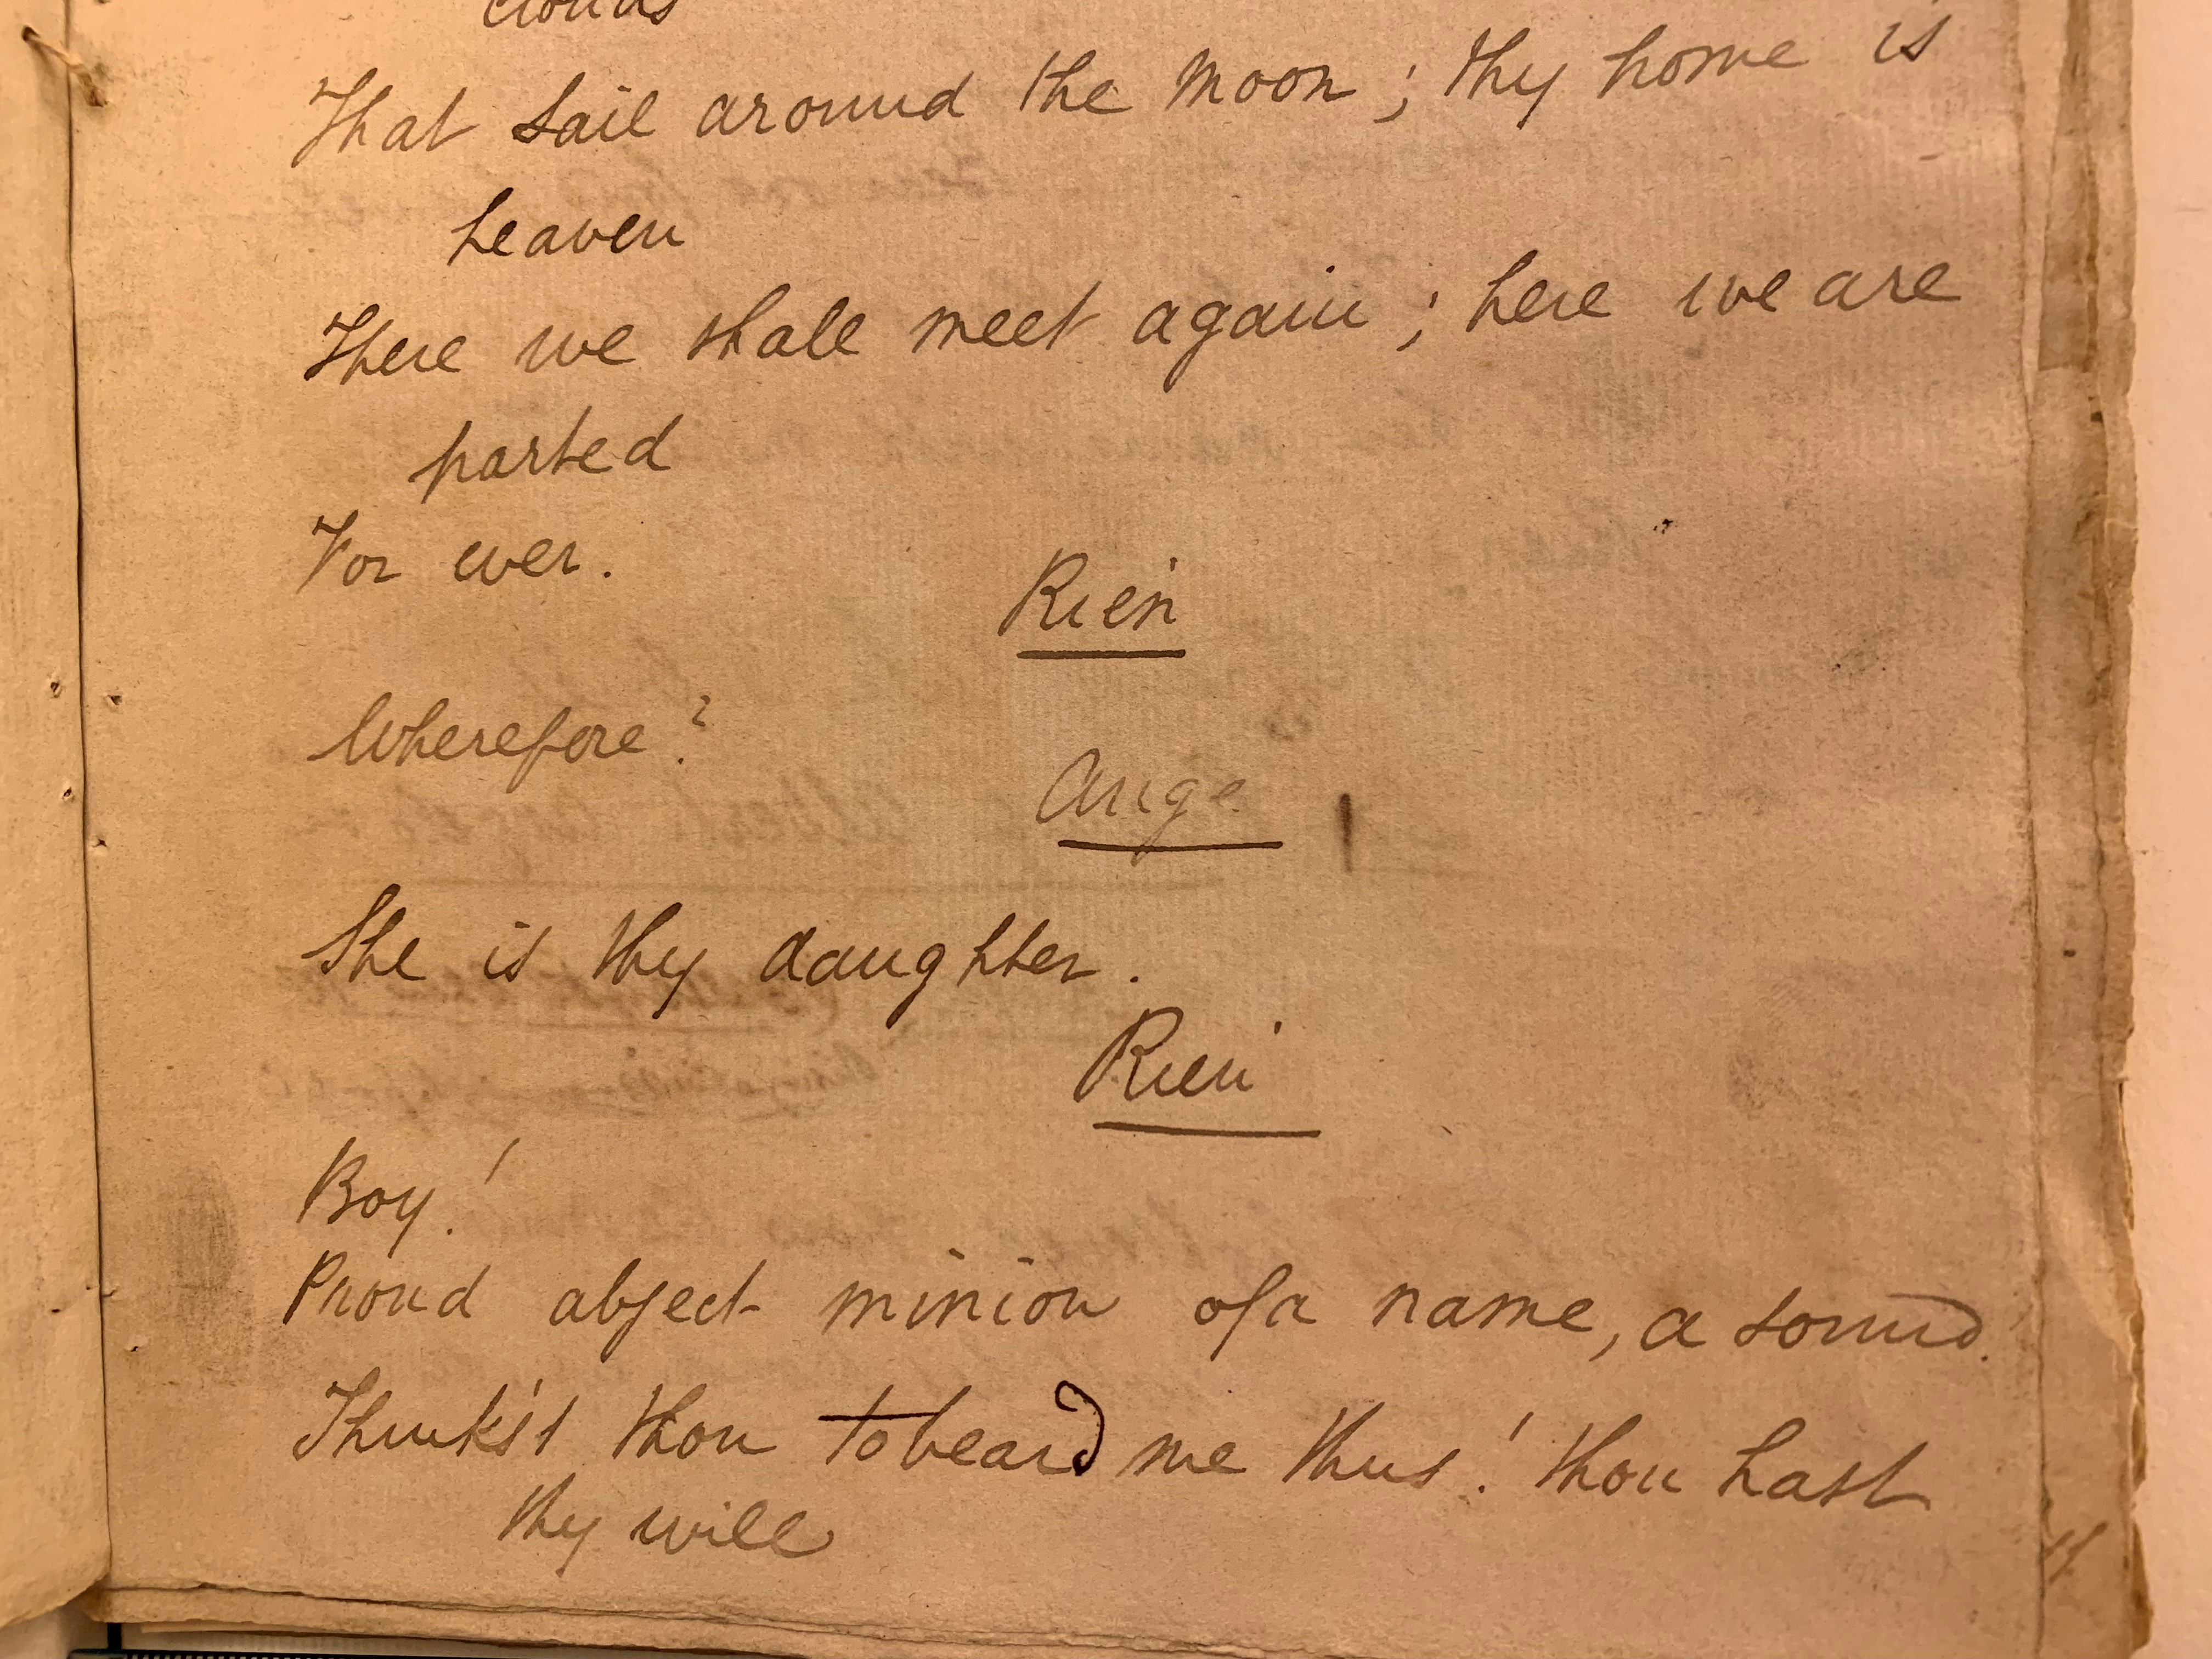 clouds
That sail around the moon; thy home is
heaven
There we shall meet again; here we are
parted
For ever.
Rien
Wherefore?
Ange
She is thy daughter.
Rien
Boy!
Proud abject minion of a name, a sound.
Think's't thou to beard me thus! thou hast
thy will